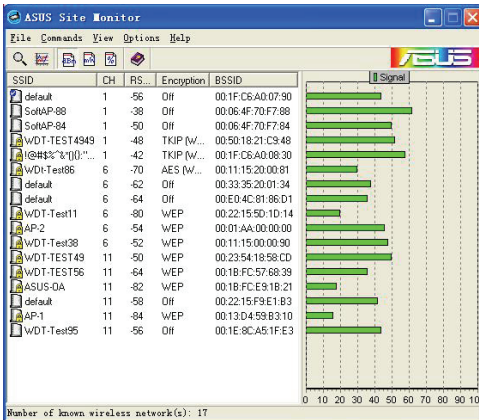 ASUS Site Monitor
File Commands View Options Help
/SUS
SSID CH RS... Encryption BSSID Signal
default 1 -56 Off 00:1F:C6:A0:07:90
SoftAP-88 1 -38 Off 00:06:4F:70:F7:88
SoftAP-84 1 -50 Off 00:06:4F:70:F7:84
WDT-TEST4949 1 -48 TKIP (W... 00:50:18:21:C9:48
!@#$%^&*()():"... 1 -42 TKIP (W... 00:1F:C6:A0:08:30
WDt-Test86 6 -70 AES (W... 00:11:15:20:00:81
default 6 -62 Off 00:33:35:20:01:34
default 6 -64 Off 00:E0:4C:81:86:D1
WDT-Test11 6 -80 WEP 00:22:15:5D:1D:14
AP-2 6 -54 WEP 00:01:AA:00:00:00
WDT-Test38 6 -52 WEP 00:11:15:00:00:90
WDT-TEST49 11 -50 WEP 00:23:54:18:58:CD
WDT-TEST56 11 -64 WEP 00:1B:FC:57:68:39
ASUS-OA 11 -82 WEP 00:1B:FC:E9:1B:21
default 11 -58 Off 00:22:15:F9:E1:B3
AP-1 11 -84 WEP 00:13:D4:59:B3:10
WDT-Test95 11 -56 Off 00:1E:8C:A5:1F:E3
0 10 20 30 40 50 60 70 80 90 10
Number of known wireless network(s): 17